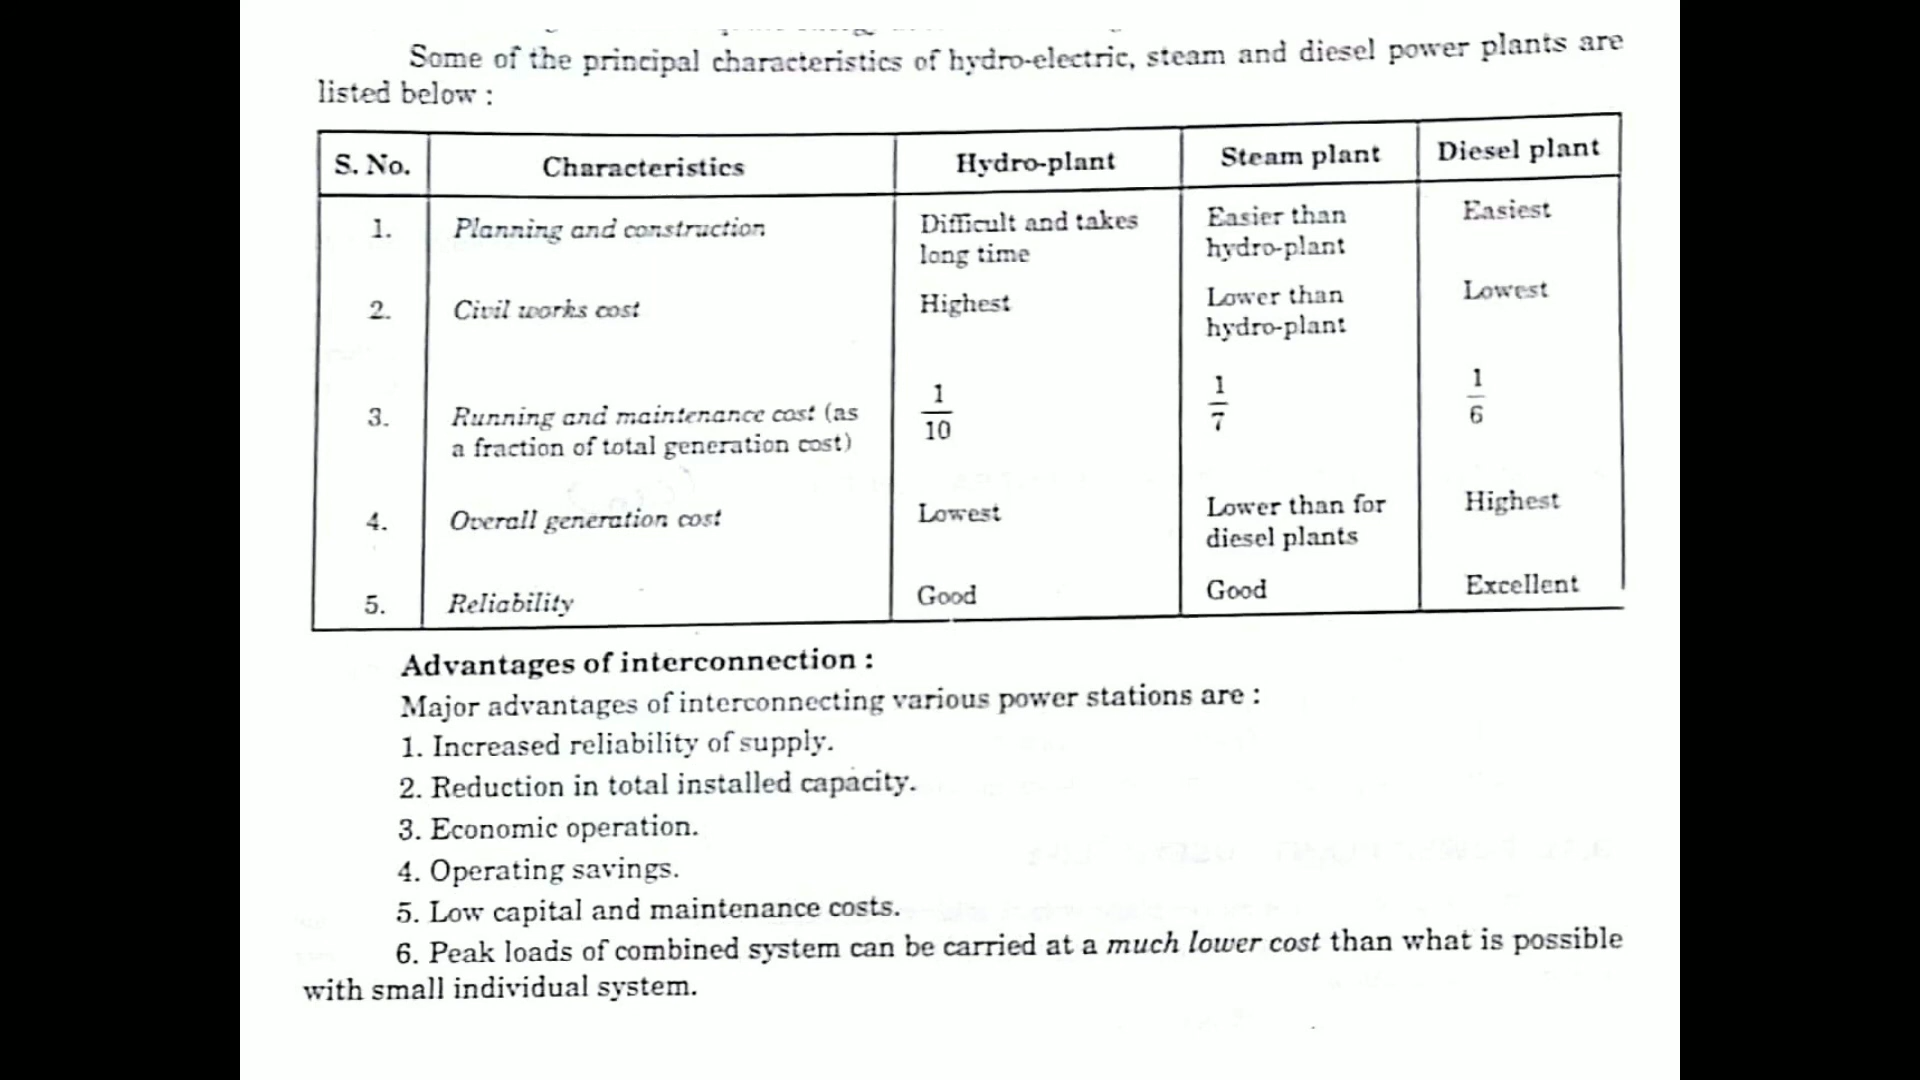 Some of the principal characteristics of hydro-electric, steam and diesel power plants are
listed below :
S. No. Characteristics Hydro-plant Steam plant Diesel plant
1. Planning and construction Difficult and takes long time Easier than hydro-plant Easiest
2. Civil works cost Highest Lower than hydro-plant Lowest
3. Running and maintenance cost (as a fraction of total generation cost) 1/10 1/7 1/6
4. Overall generation cost Lowest Lower than for diesel plants Highest
5. Reliability Good Good Excellent
Advantages of interconnection :
Major advantages of interconnecting various power stations are :
1. Increased reliability of supply.
2. Reduction in total installed capacity.
3. Economic operation.
4. Operating savings.
5. Low capital and maintenance costs.
6. Peak loads of combined system can be carried at a much lower cost than what is possible
with small individual system.